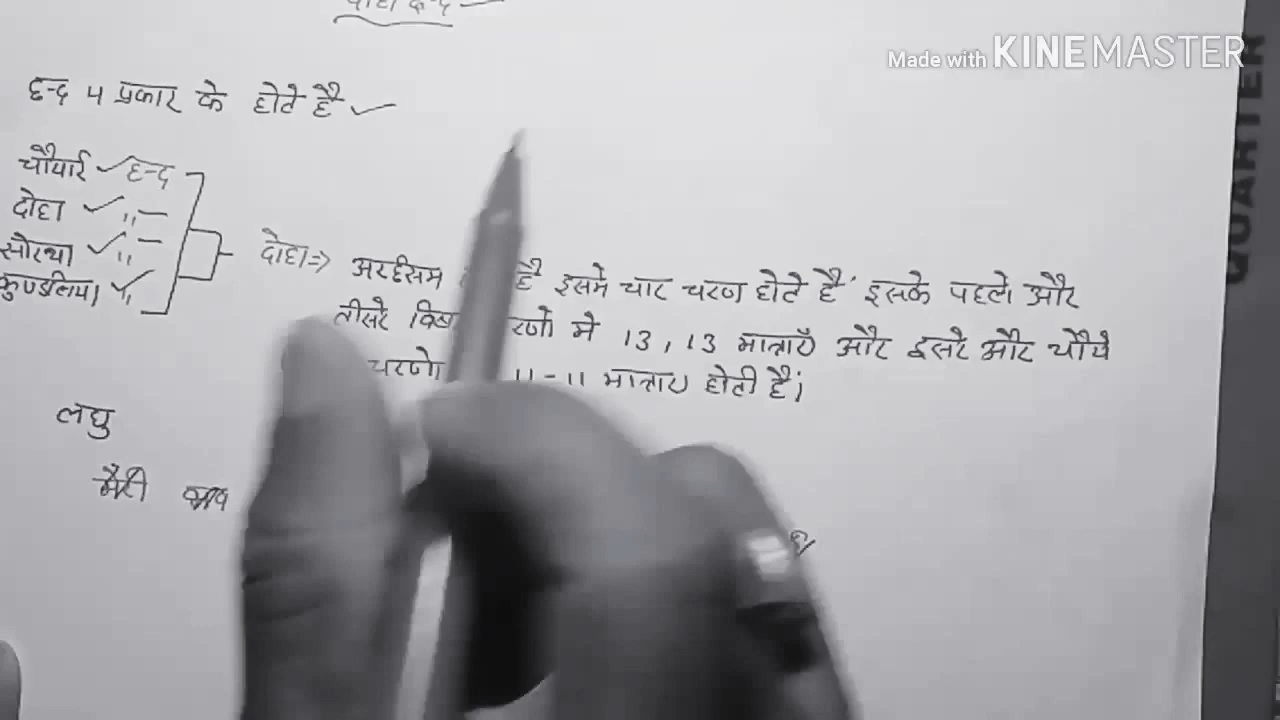 Made with KINEMASTER
QUARTER
छन्द 4 प्रकार के होते है
चौपाई छन्द
दोहा "
सोरठा "
कुण्डलिया "
दोहा => अर्द्धसम है इसमे चार चरण होते हैं इसके पहले और
तीसरे में 13, 13 मात्राएँ और दूसरे और चौथे
चरणो 11-11 मात्राए होती है।
लघु
मेरी